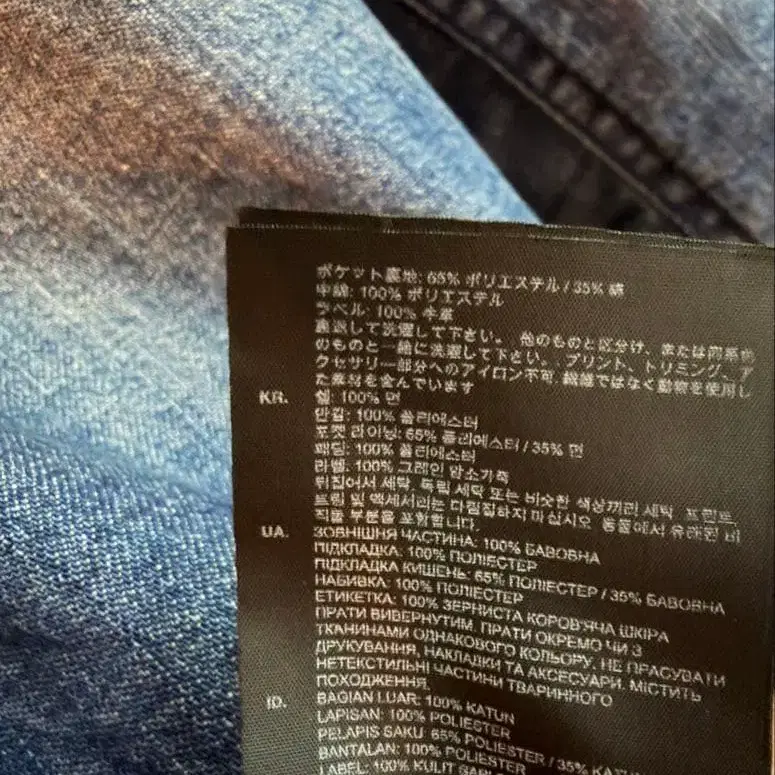 ポケット裏地: 65% ポリエステル / 35% 綿
中綿: 100% ポリエステル
ラベル: 100% 牛革
裏返して洗濯して下さい。 他のものと区分け、または同系色
のものと一緒に洗濯して下さい。プリント、トリミング、ア
クセサリー部分へのアイロン不可. 繊維ではなく動物を使用し
た素材を含んでいます
KR. 쉘: 100% 면
안감: 100% 폴리에스터
포켓 라이닝: 65% 폴리에스터 / 35% 면
패딩: 100% 폴리에스터
라벨: 100% 그레인 암소가죽
뒤집어서 세탁. 독립 세탁 또는 비슷한 색상끼리 세탁. 프린트,
트림 및 액세서리는 다림질하지 마십시오. 동물에서 유래된 비
직물 부분을 포함합니다.
UA. ЗОВНІШНЯ ЧАСТИНА: 100% БАВОВНА
ПІДКЛАДКА: 100% ПОЛІЕСТЕР
ПІДКЛАДКА КИШЕНЬ: 65% ПОЛІЕСТЕР / 35% БАВОВНА
НАБИВКА: 100% ПОЛІЕСТЕР
ЕТИКЕТКА: 100% ЗЕРНИСТА КОРОВ'ЯЧА ШКІРА
ПРАТИ ВИВЕРНУТИМ. ПРАТИ ОКРЕМО ЧИ З
ТКАНИНАМИ ОДНАКОВОГО КОЛЬОРУ. НЕ ПРАСУВАТИ
ДРУКУВАННЯ, НАКЛАДКИ ТА АКСЕСУАРИ. МІСТИТЬ
НЕТЕКСТИЛЬНІ ЧАСТИНИ ТВАРИННОГО
ПОХОДЖЕННЯ.
ID. BAGIAN LUAR: 100% KATUN
LAPISAN: 100% POLIESTER
PELAPIS SAKU: 65% POLIESTER / 35% KATUN
BANTALAN: 100% POLIESTER
LABEL: 100% KULIT